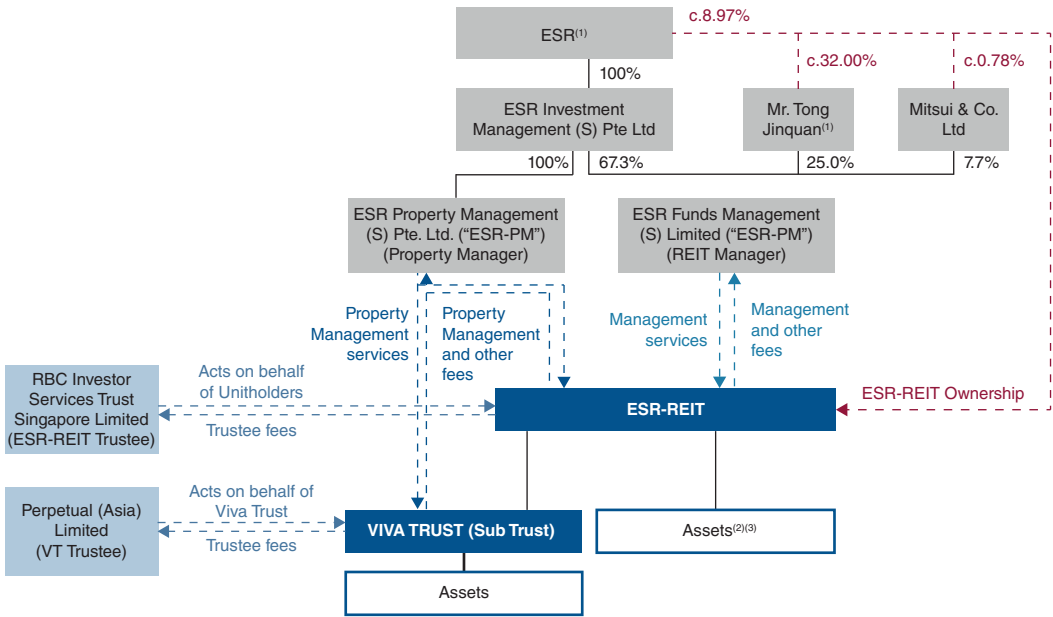 ESR(1)
c.8.97%
100%
c.32.00%
c.0.78%
ESR Investment
Management (S) Pte Ltd
Mr. Tong
Jinquan(1)
Mitsui & Co.
Ltd
100%
67.3%
25.0%
7.7%
ESR Property Management
(S) Pte. Ltd. (“ESR-PM”)
(Property Manager)
ESR Funds Management
(S) Limited (“ESR-PM”)
(REIT Manager)
Property
Management
services
Property
Management
and other
fees
Management
services
Management
and other
fees
RBC Investor
Services Trust
Singapore Limited
(ESR-REIT Trustee)
Acts on behalf
of Unitholders
Trustee fees
ESR-REIT
ESR-REIT Ownership
Perpetual (Asia)
Limited
(VT Trustee)
Acts on behalf of
Viva Trust
Trustee fees
VIVA TRUST (Sub Trust)
Assets(2)(3)
Assets